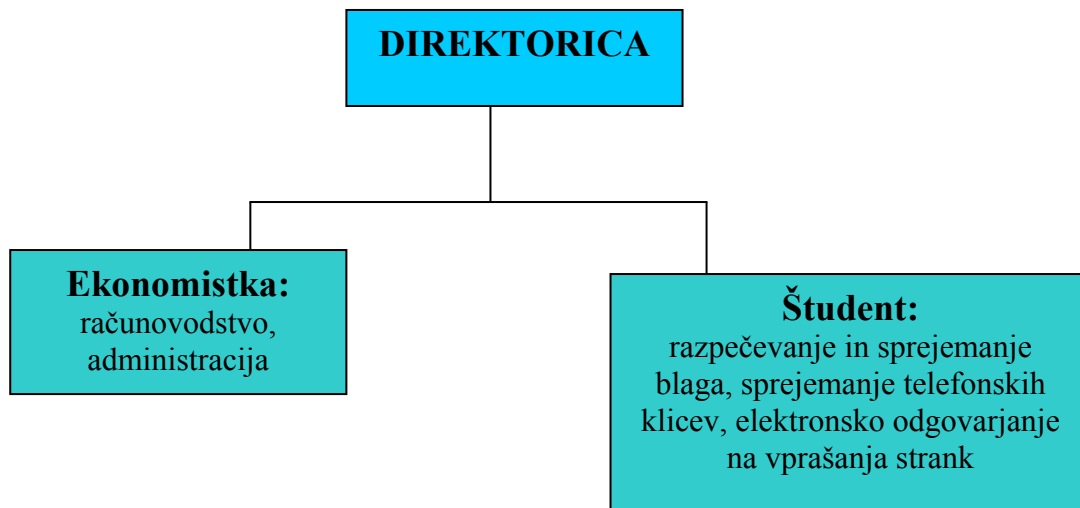 DIREKTORICA
Ekonomistka:
računovodstvo,
administracija
Študent:
razpečevanje in sprejemanje
blaga, sprejemanje telefonskih
klicev, elektronsko odgovarjanje
na vprašanja strank